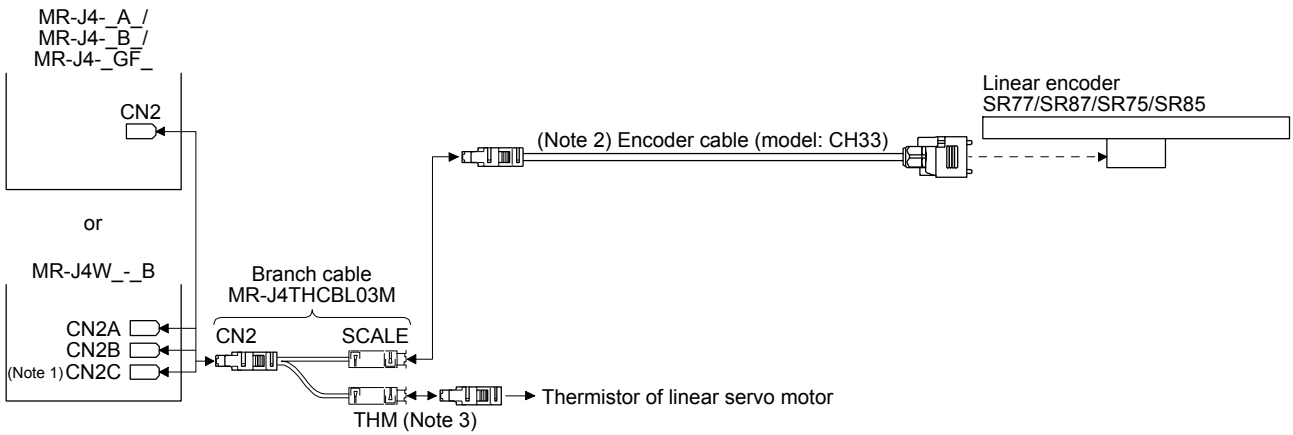 MR-J4-_A_/
MR-J4-_B_/
MR-J4-_GF_
CN2
Linear encoder
SR77/SR87/SR75/SR85
(Note 2) Encoder cable (model: CH33)
or
MR-J4W_-_B
Branch cable
MR-J4THCBL03M
CN2A
CN2B
(Note 1) CN2C
CN2
SCALE
THM (Note 3)
Thermistor of linear servo motor